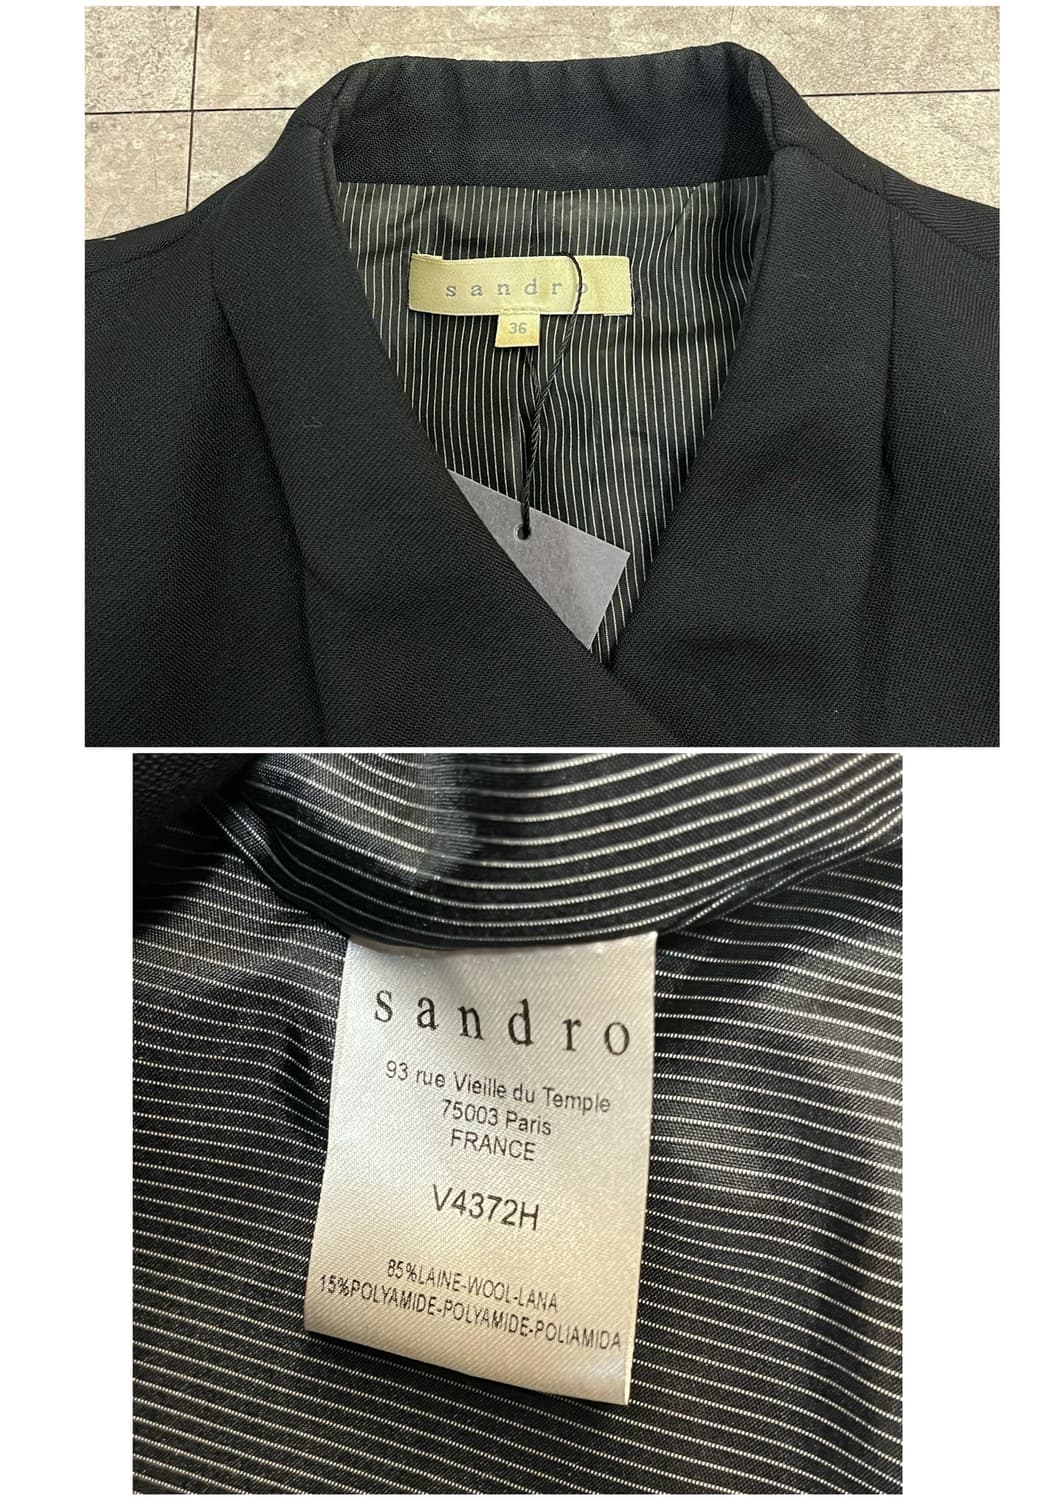 sandro
36
sandro
93 rue Vieille du Temple
75003 Paris
FRANCE
V4372H
85%LAINE-WOOL-LANA
15%POLYAMIDE-POLYAMIDE-POLIAMIDA